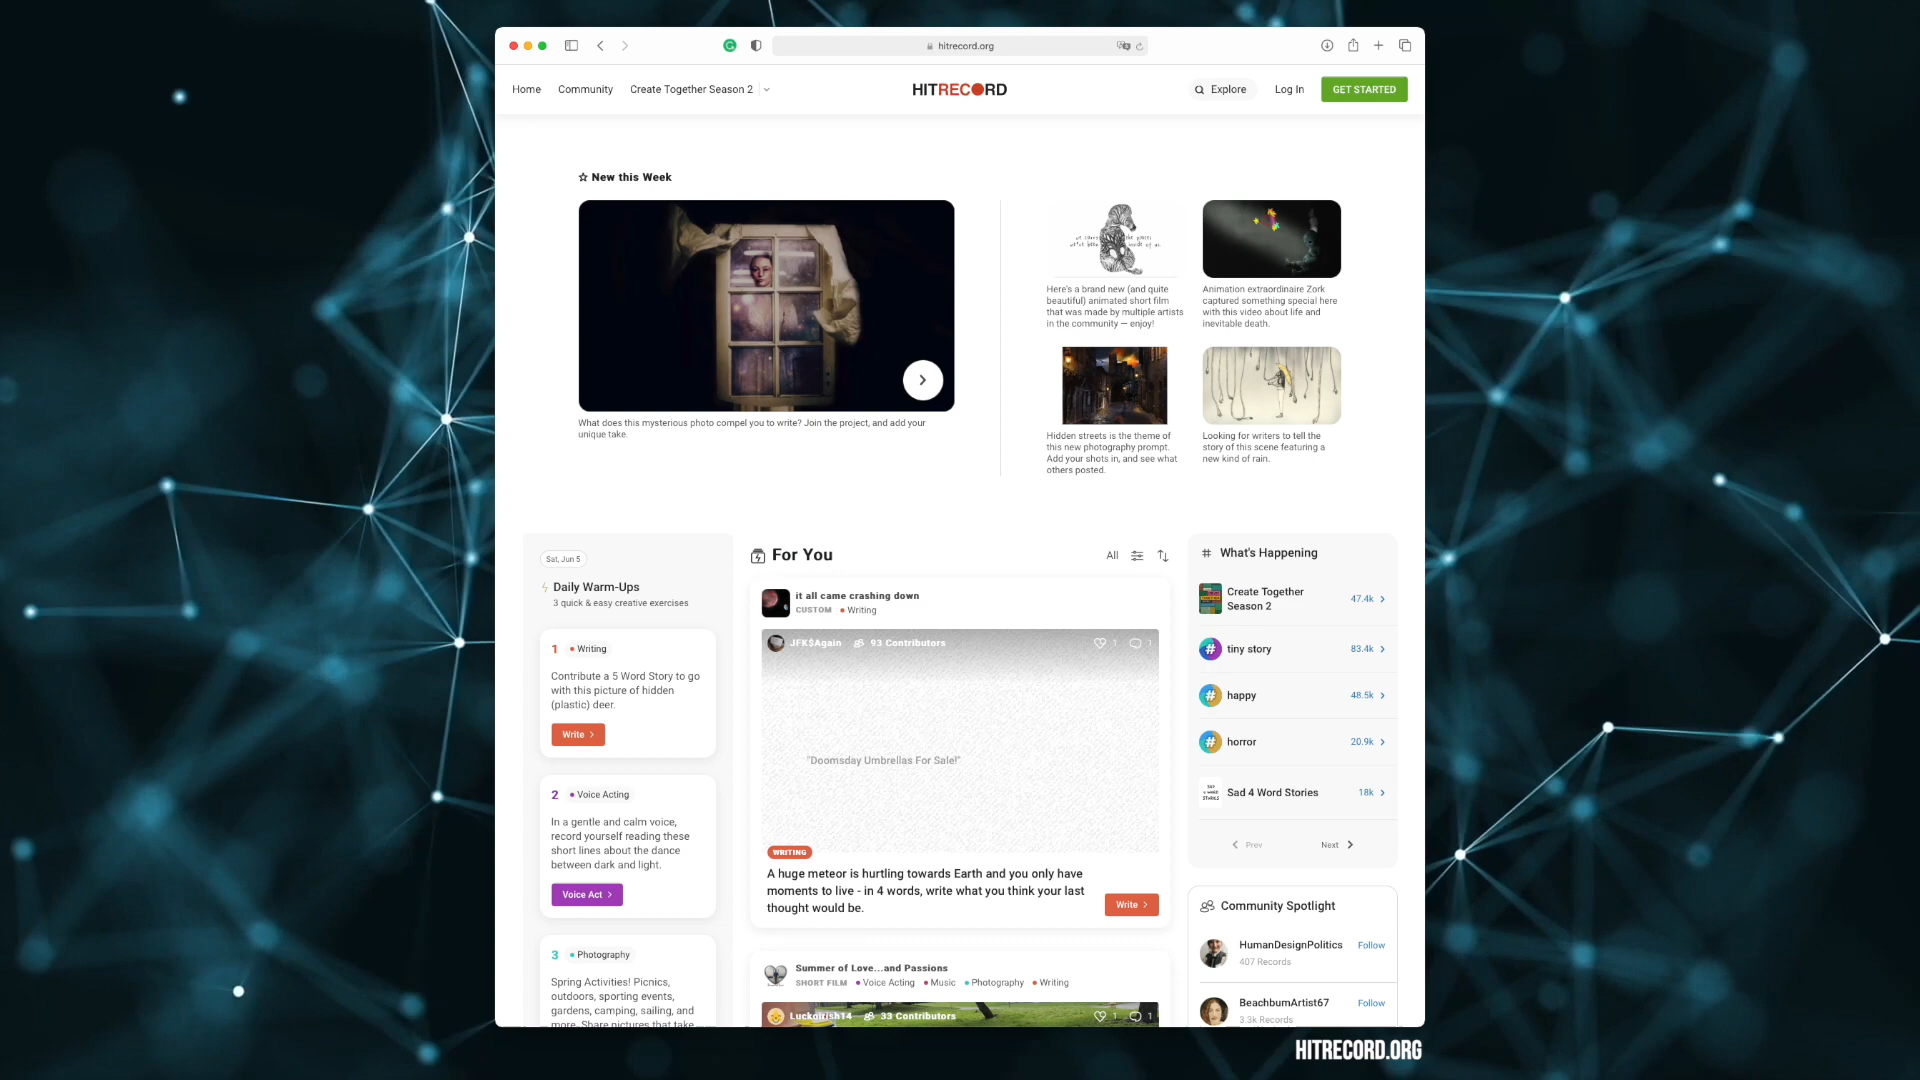 hitrecord.org
Home
Community
Create Together Season 2
HITRECORD
Explore
Log In
GET STARTED
New this Week
What does this mysterious photo compel you to write? Join the project, and add your
unique take.
Here's a brand new (and quite
beautiful) animated short film
that was made by multiple artists
in the community — enjoy!
Animation extraordinaire Zork
captured something special here
with this video about life and
inevitable death.
Hidden streets is the theme of
this new photography prompt.
Add your shots in, and see what
others posted.
Looking for writers to tell the
story of this scene featuring a
new kind of rain.
Sat, Jun 5
Daily Warm-Ups
3 quick & easy creative exercises
1 Writing
Contribute a 5 Word Story to go
with this picture of hidden
(plastic) deer.
Write
2 Voice Acting
In a gentle and calm voice,
record yourself reading these
short lines about the dance
between dark and light.
Voice Act
3 Photography
Spring Activities! Picnics,
outdoors, sporting events,
gardens, camping, sailing, and
more. Share pictures that take
For You
All
it all came crashing down
CUSTOM Writing
JFK$Again 93 Contributors 1 1
"Doomsday Umbrellas For Sale!"
WRITING
A huge meteor is hurtling towards Earth and you only have
moments to live - in 4 words, write what you think your last
thought would be.
Write
Summer of Love...and Passions
SHORT FILM Voice Acting Music Photography Writing
Luckoirish14 33 Contributors 1 1
# What's Happening
Create Together
Season 2
47.4k
# tiny story 83.4k
# happy 48.5k
# horror 20.9k
Sad 4 Word Stories 18k
Prev Next
Community Spotlight
HumanDesignPolitics Follow
407 Records
BeachbumArtist67 Follow
3.3k Records
HITRECORD.ORG